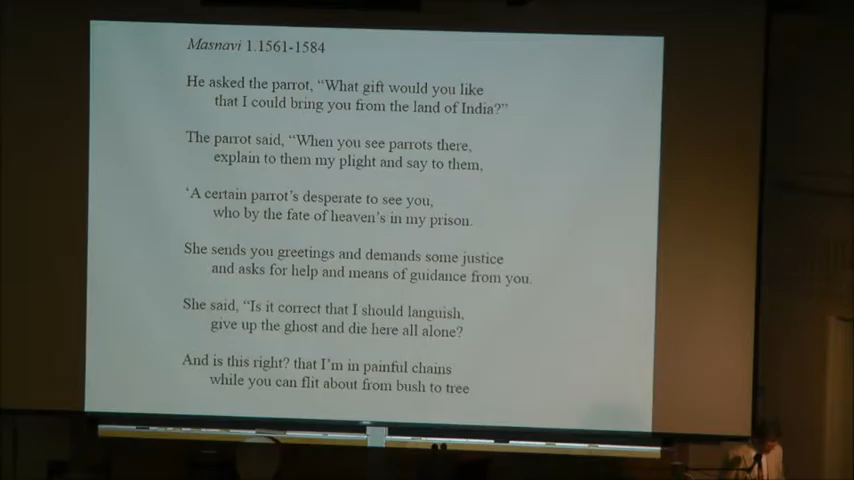 Masnavi 1.1561-1584
He asked the parrot, “What gift would you like
that I could bring you from the land of India?”
The parrot said, “When you see parrots there,
explain to them my plight and say to them,
‘A certain parrot’s desperate to see you,
who by the fate of heaven’s in my prison.
She sends you greetings and demands some justice
and asks for help and means of guidance from you.
She said, “Is it correct that I should languish,
give up the ghost and die here all alone?
And is this right? that I’m in painful chains
while you can flit about from bush to tree